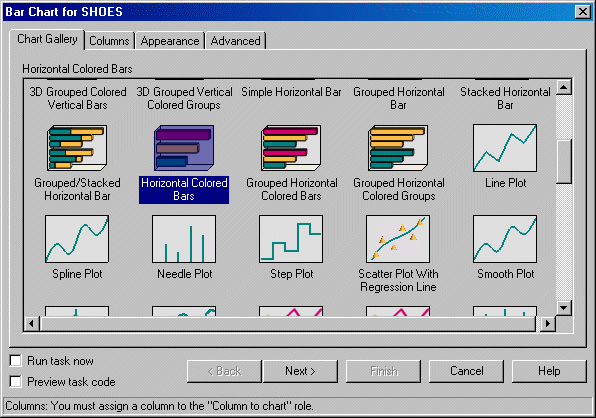 Bar Chart for SHOES
Chart Gallery Columns Appearance Advanced
Horizontal Colored Bars
3D Grouped Colored
Vertical Bars
3D Grouped Vertical
Colored Groups
Simple Horizontal Bar
Grouped Horizontal
Bar
Stacked Horizontal
Bar
Grouped/Stacked
Horizontal Bar
Horizontal Colored
Bars
Grouped Horizontal
Colored Bars
Grouped Horizontal
Colored Groups
Line Plot
Spline Plot
Needle Plot
Step Plot
Scatter Plot With
Regression Line
Smooth Plot
Run task now
Preview task code
< Back Next > Finish Cancel Help
Columns: You must assign a column to the "Column to chart" role.